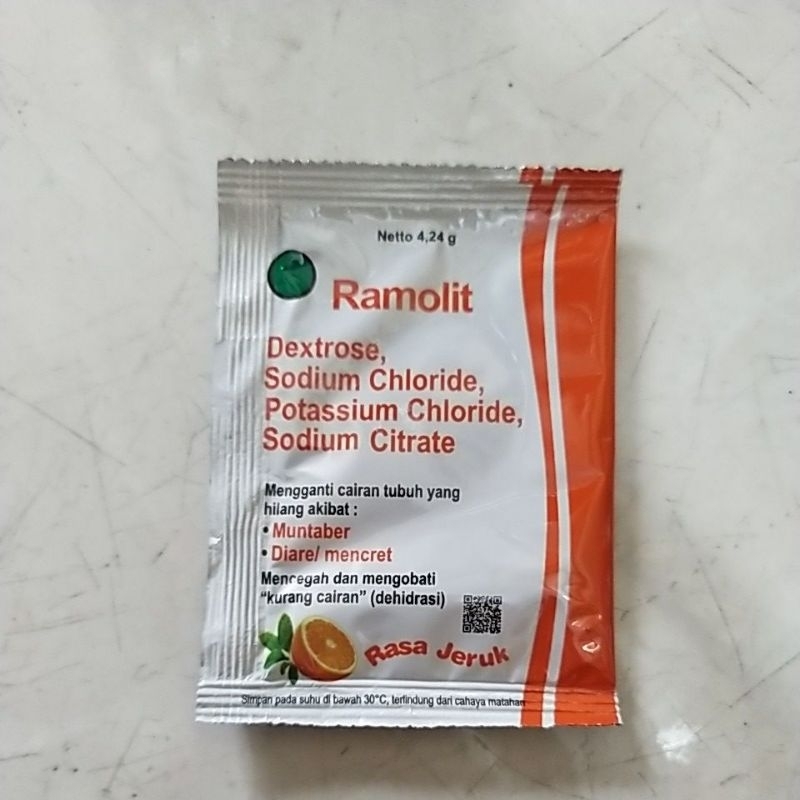 Netto 4,24 g
Ramolit
Dextrose,
Sodium Chloride,
Potassium Chloride,
Sodium Citrate
Mengganti cairan tubuh yang
hilang akibat :
• Muntaber
• Diare/ mencret
Mencegah dan mengobati
“kurang cairan” (dehidrasi)
Rasa Jeruk
Simpan pada suhu di bawah 30°C, terlindung dari cahaya matahari